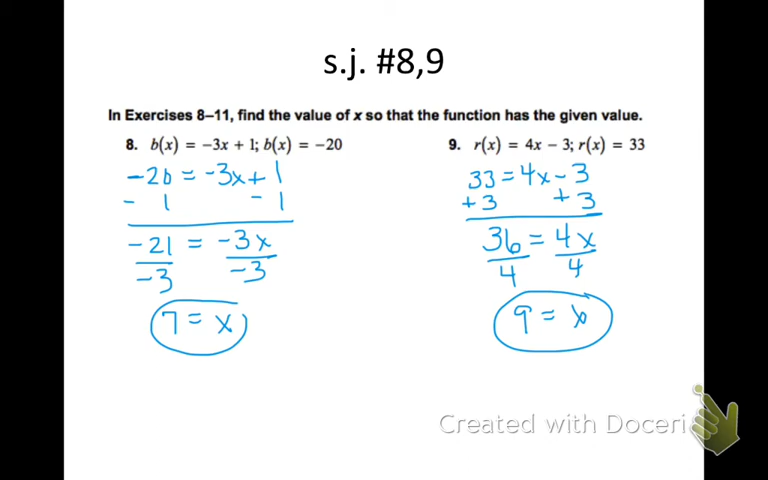 s.j. #8,9
In Exercises 8–11, find the value of x so that the function has the given value.
8. b(x) = −3x + 1; b(x) = −20
-20 = -3x + 1
- 1 - 1
-21 = -3x
-3 -3
7 = x
9. r(x) = 4x − 3; r(x) = 33
33 = 4x - 3
+3 + 3
36 = 4x
4 4
9 = x
Created with Doceri